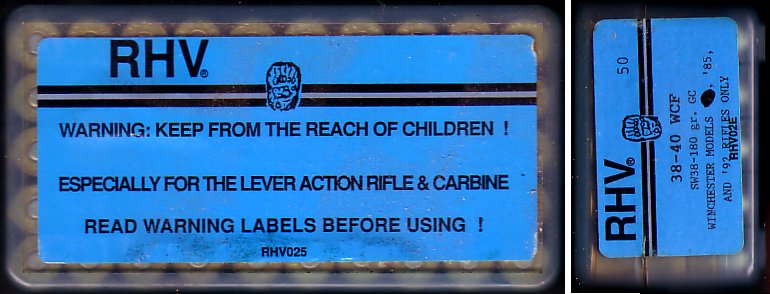 RHV®
WARNING: KEEP FROM THE REACH OF CHILDREN !
ESPECIALLY FOR THE LEVER ACTION RIFLE & CARBINE
READ WARNING LABELS BEFORE USING !
RHV025
RHV®
50
38-40 WCF
SW38-180 gr. GC
WINCHESTER MODELS , '85,
AND '92 RIFLES ONLY
RHV02E